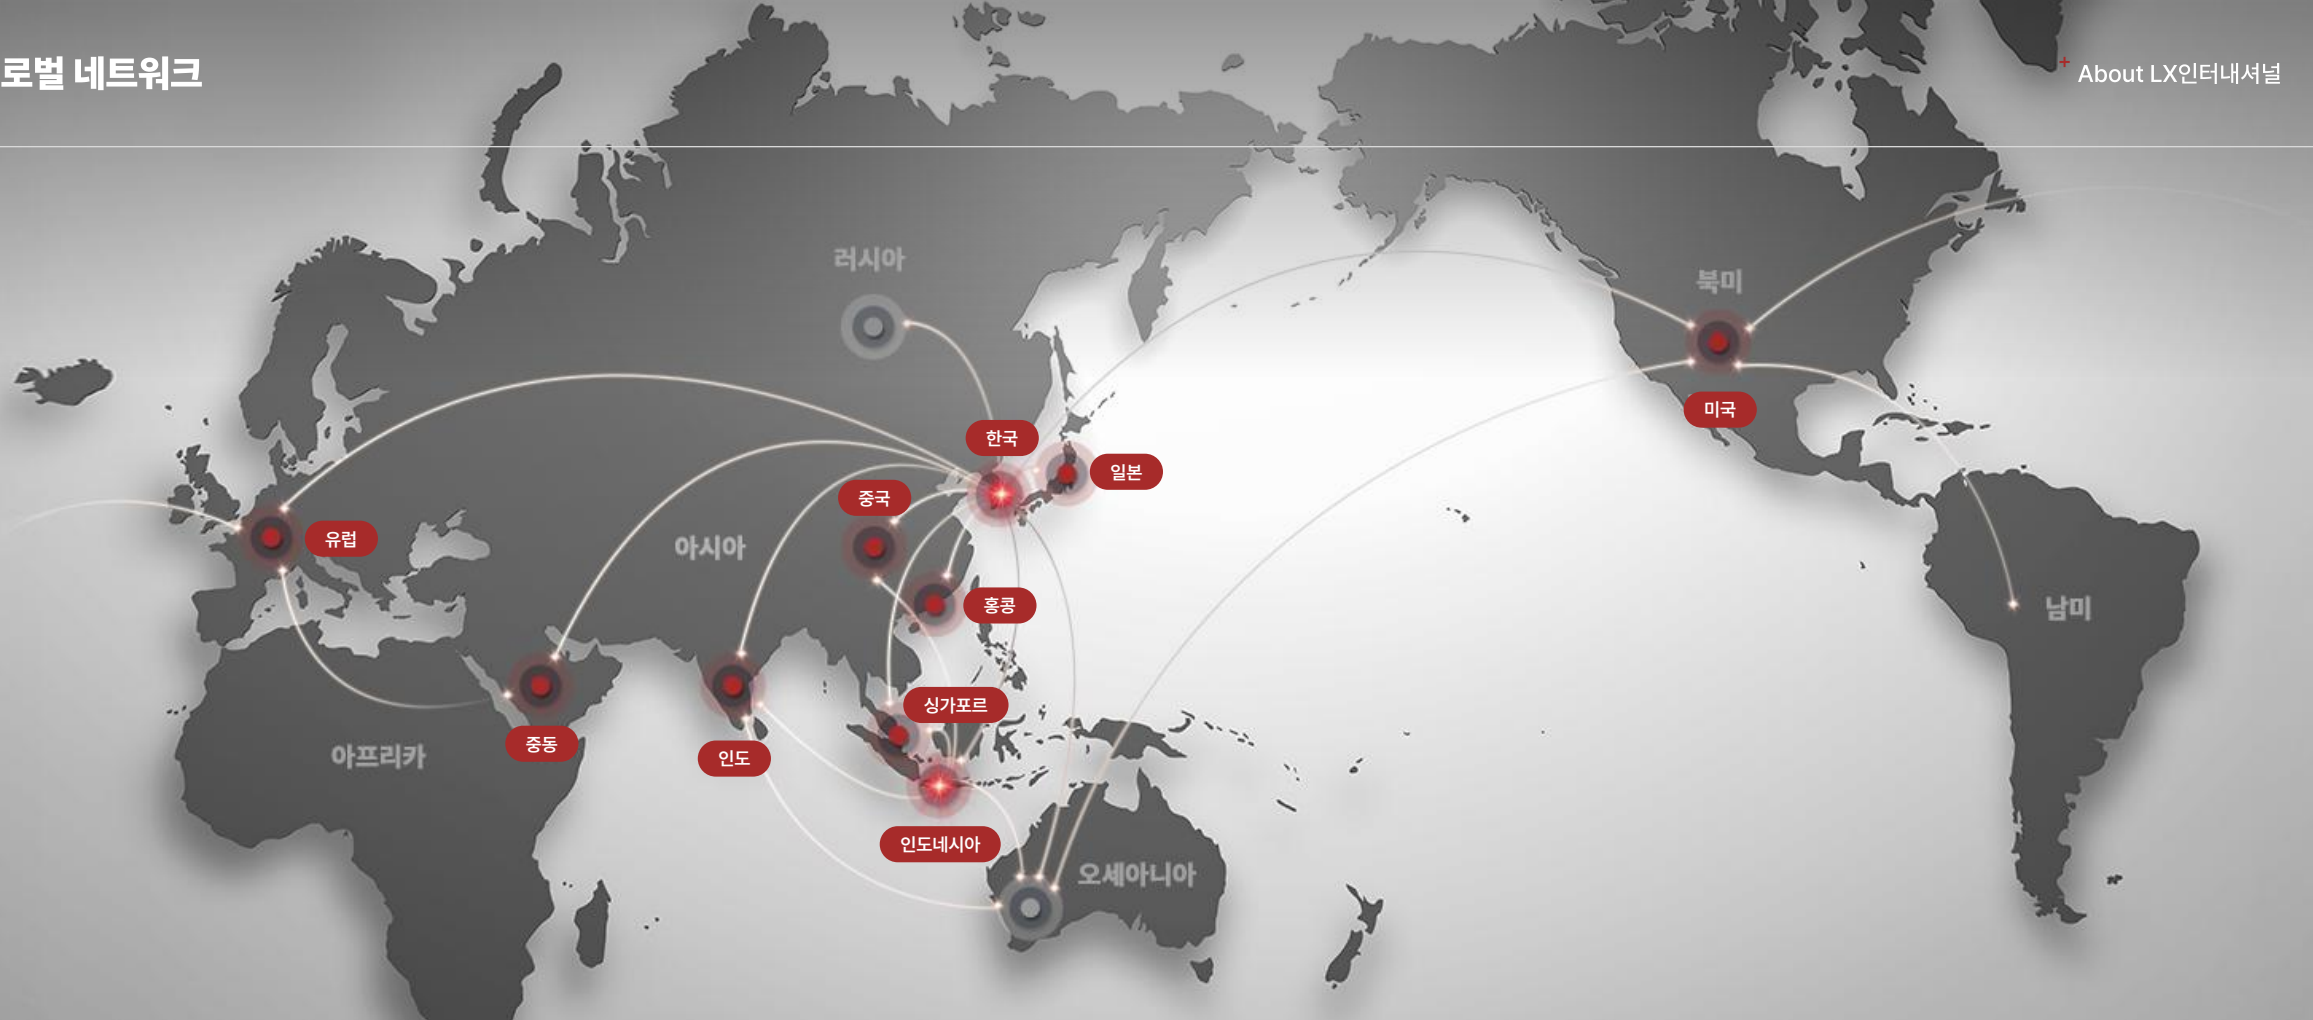 로벌 네트워크
+ About LX인터내셔널
러시아
북미
미국
한국
일본
중국
유럽
아시아
홍콩
남미
싱가포르
중동
아프리카
인도
인도네시아
오세아니아